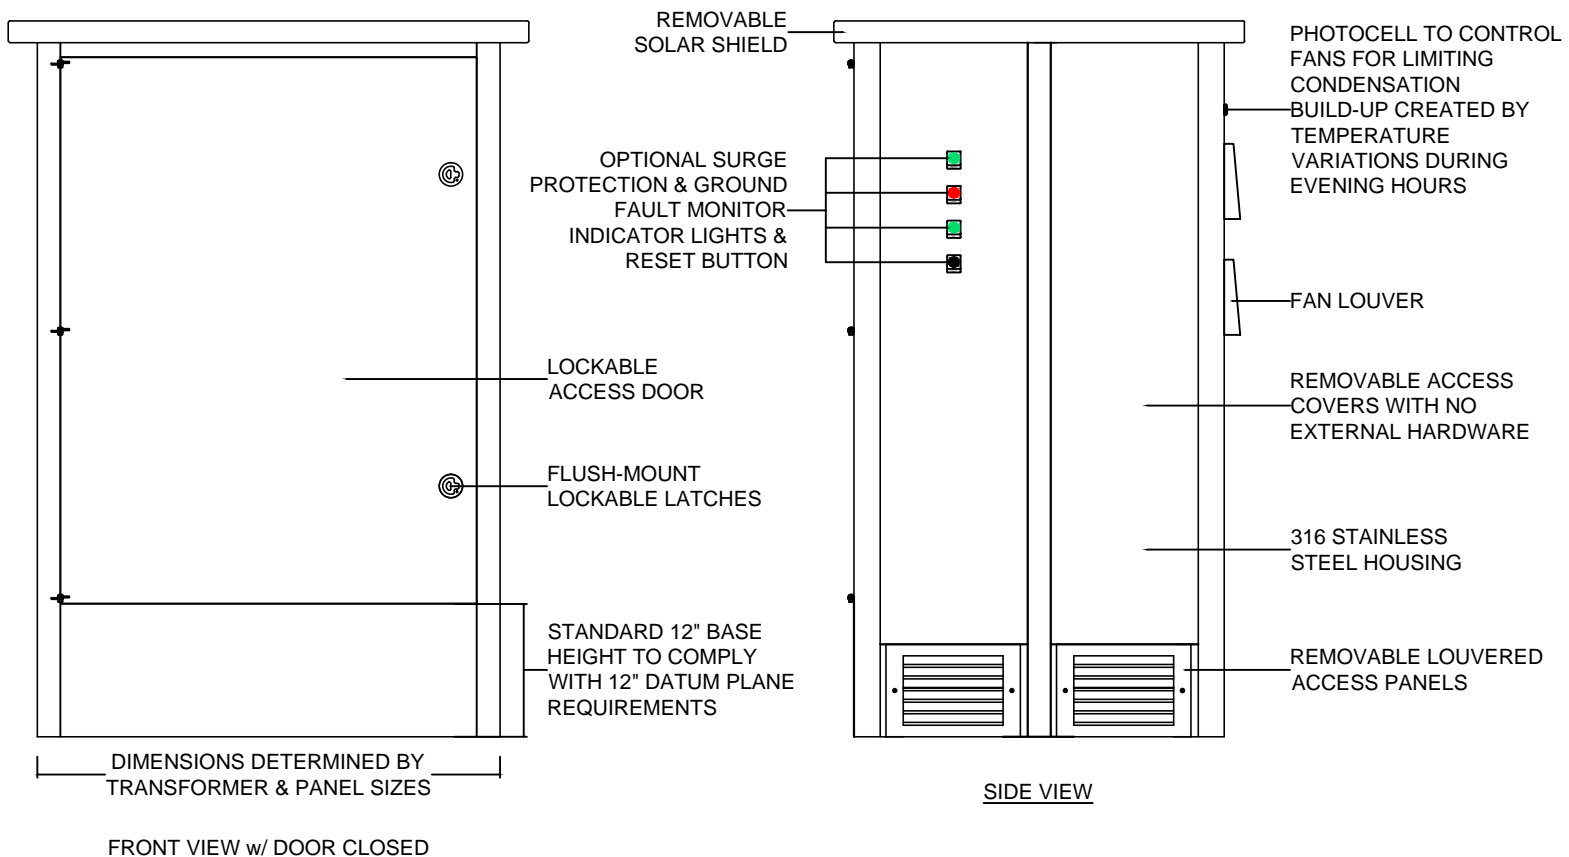 REMOVABLE
SOLAR SHIELD
PHOTOCELL TO CONTROL
FANS FOR LIMITING
CONDENSATION
BUILD-UP CREATED BY
TEMPERATURE
VARIATIONS DURING
EVENING HOURS
OPTIONAL SURGE
PROTECTION & GROUND
FAULT MONITOR
INDICATOR LIGHTS &
RESET BUTTON
FAN LOUVER
LOCKABLE
ACCESS DOOR
REMOVABLE ACCESS
COVERS WITH NO
EXTERNAL HARDWARE
FLUSH-MOUNT
LOCKABLE LATCHES
316 STAINLESS
STEEL HOUSING
STANDARD 12" BASE
HEIGHT TO COMPLY
WITH 12" DATUM PLANE
REQUIREMENTS
REMOVABLE LOUVERED
ACCESS PANELS
DIMENSIONS DETERMINED BY
TRANSFORMER & PANEL SIZES
SIDE VIEW
FRONT VIEW w/ DOOR CLOSED